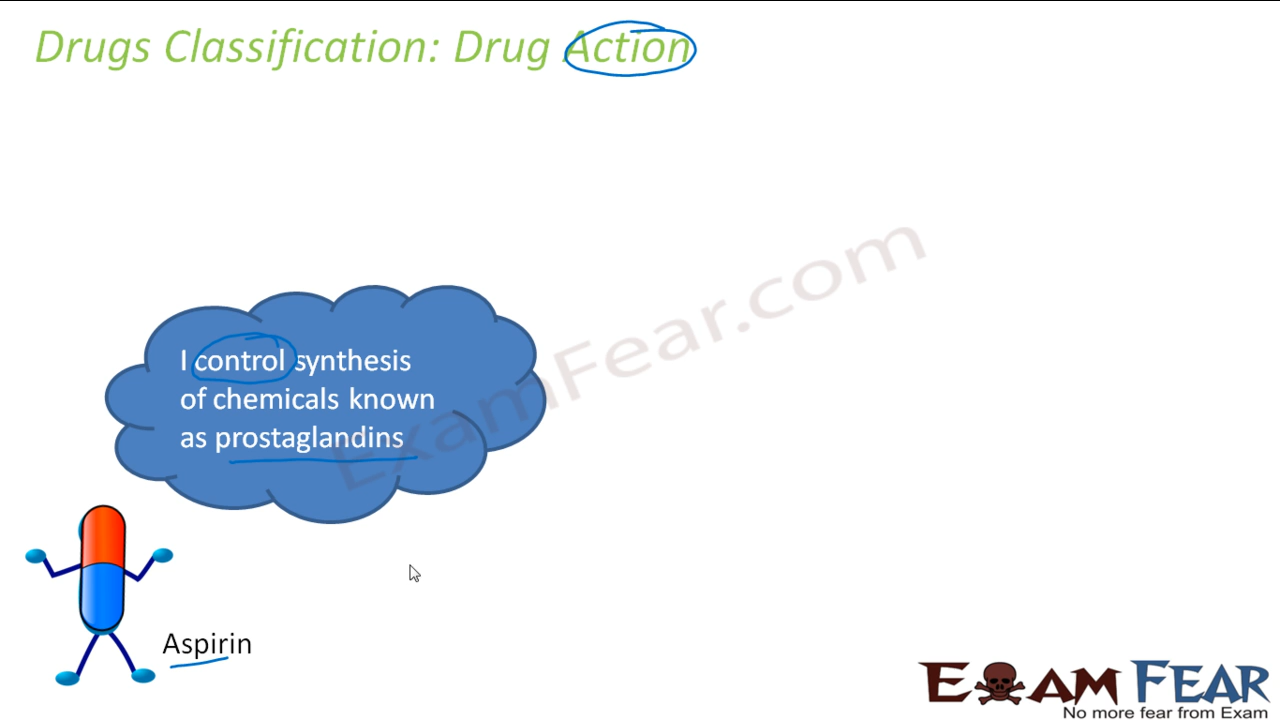 Drugs Classification: Drug Action
I control synthesis
of chemicals known
as prostaglandins
ExamFear.com
Aspirin
EXAM FEAR
No more fear from Exam